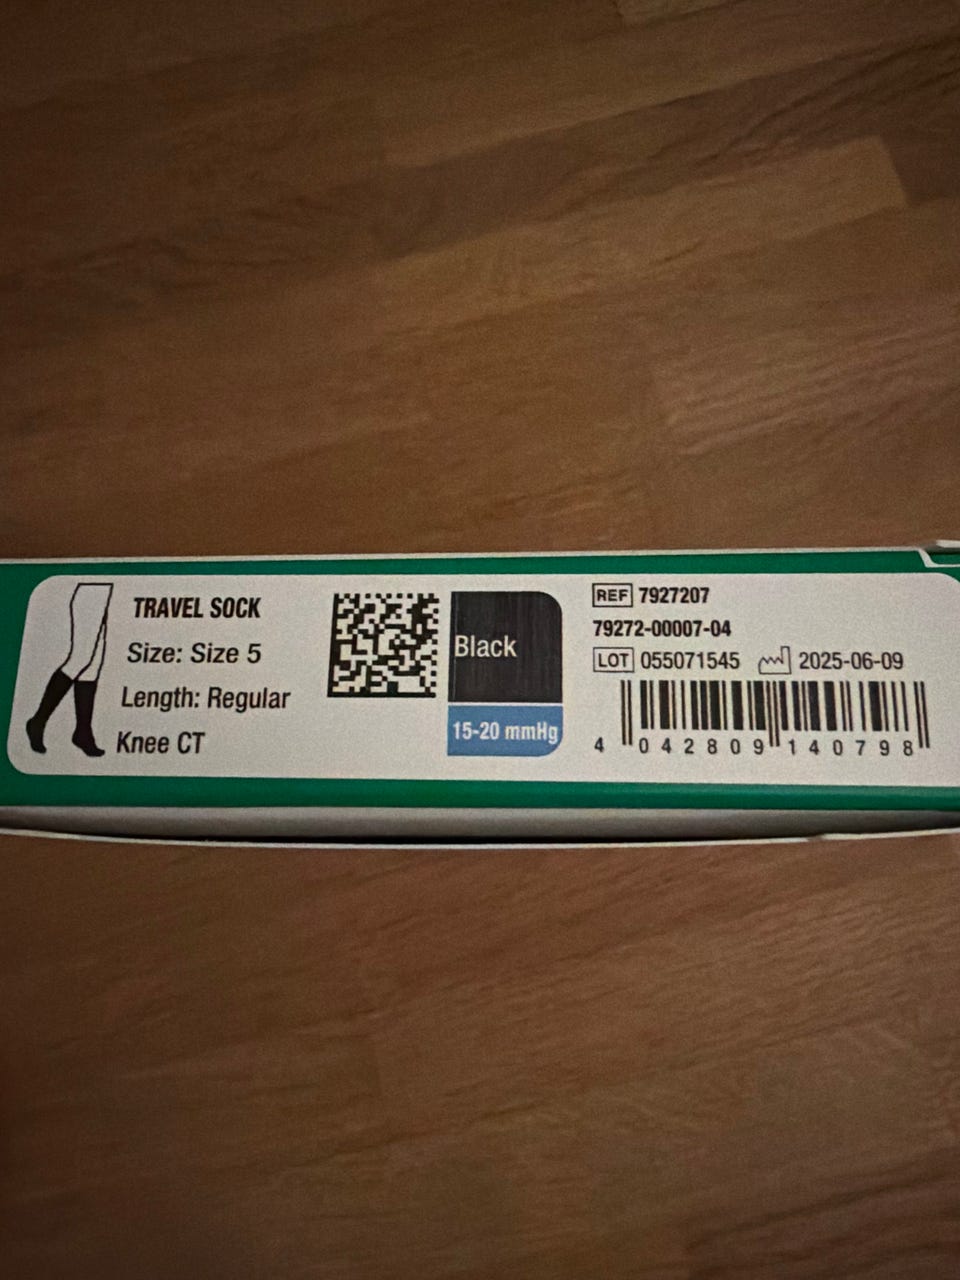 TRAVEL SOCK
Size: Size 5
Length: Regular
Knee CT
Black
15-20 mmHg
REF 7927207
79272-00007-04
LOT 055071545 2025-06-09
4 042809 140798